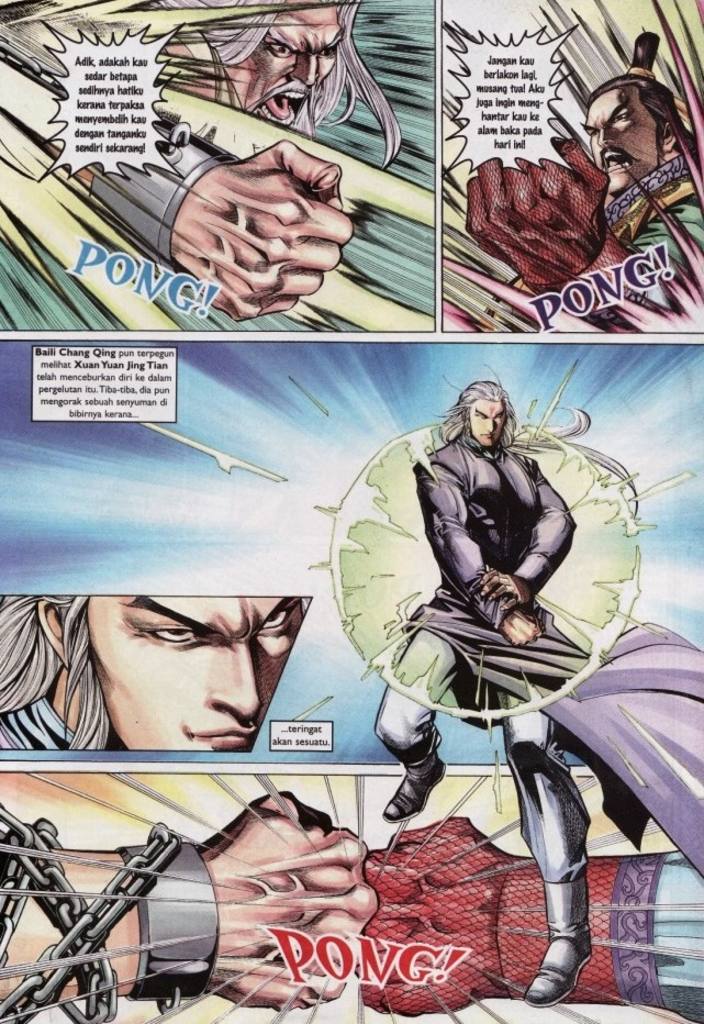 Adik, adakah kau
sedar betapa
sedihnya hatiku
kerana terpaksa
menyembelih kau
dengan tanganku
sendiri sekarang!
Jangan kau
berlakon lagi,
musang tua! Aku
juga ingin meng-
hantar kau ke
alam baka pada
hari ini!
PONG!
PONG!
Baili Chang Qing pun terpegun
melihat Xuan Yuan Jing Tian
telah menceburkan diri ke dalam
pergelutan itu. Tiba-tiba, dia pun
mengorak sebuah senyuman di
bibirnya kerana...
...teringat
akan sesuatu.
PONG!